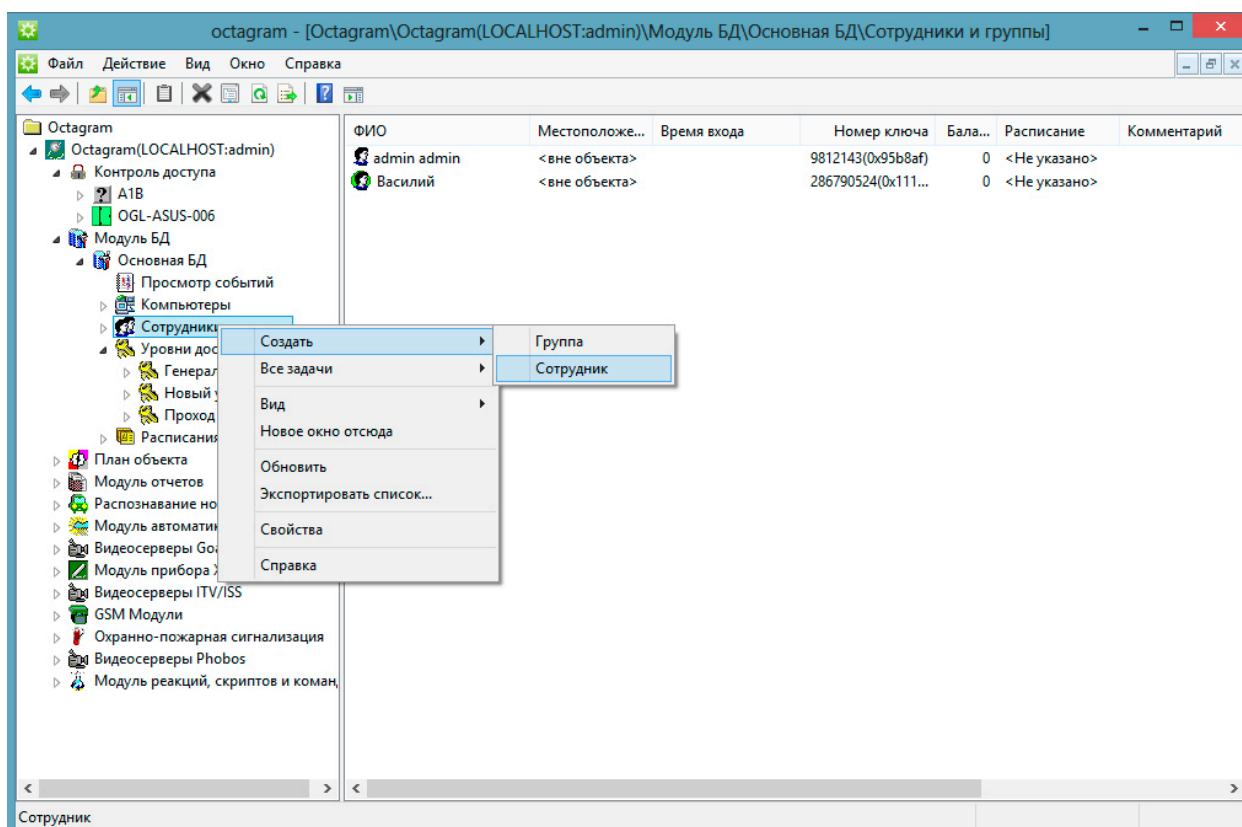 octagram - [Octagram\Octagram(LOCALHOST:admin)\Модуль БД\Основная БД\Сотрудники и группы]
Файл Действие Вид Окно Справка
Octagram
Octagram(LOCALHOST:admin)
Контроль доступа
A1B
OGL-ASUS-006
Модуль БД
Основная БД
Просмотр событий
Компьютеры
Сотрудники
Уровни дос
Генерал
Новый
Проход
Расписания
План объекта
Модуль отчетов
Распознавание но
Модуль автоматик
Видеосерверы Goa
Модуль прибора
Видеосерверы ITV/ISS
GSM Модули
Охранно-пожарная сигнализация
Видеосерверы Phobos
Модуль реакций, скриптов и коман
ФИО Местоположе... Время входа Номер ключа Бала... Расписание Комментарий
admin admin <вне объекта> 9812143(0x95b8af) 0 <Не указано>
Василий <вне объекта> 286790524(0x111... 0 <Не указано>
Создать
Все задачи
Вид
Новое окно отсюда
Обновить
Экспортировать список...
Свойства
Справка
Группа
Сотрудник
Сотрудник